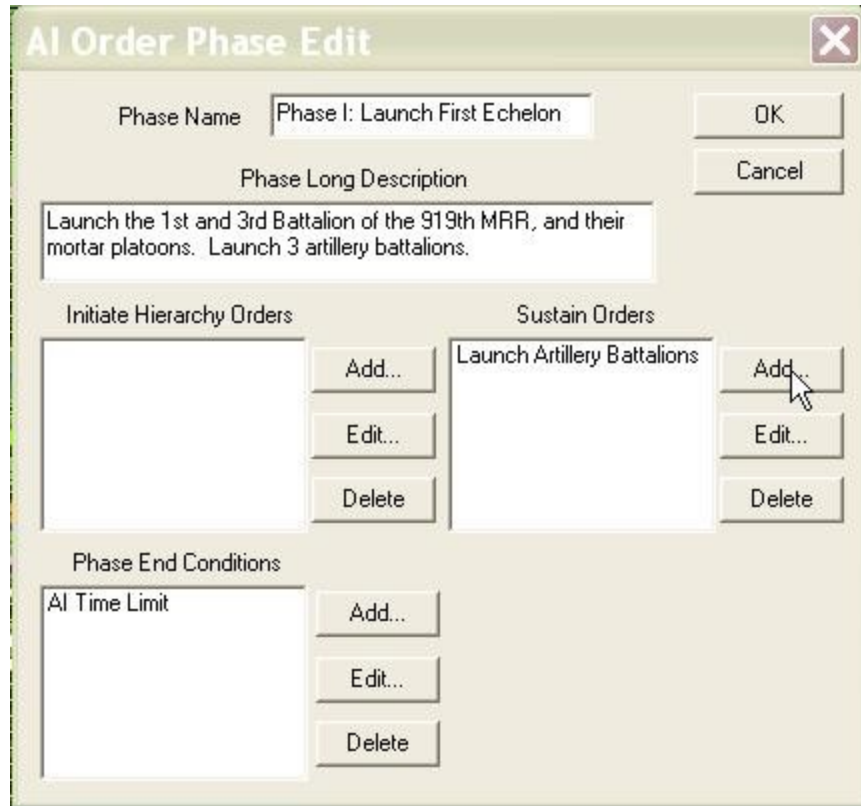 AI Order Phase Edit
Phase Name
Phase I: Launch First Echelon
OK
Cancel
Phase Long Description
Launch the 1st and 3rd Battalion of the 919th MRR, and their
mortar platoons.  Launch 3 artillery battalions.
Initiate Hierarchy Orders
Add...
Edit...
Delete
Sustain Orders
Launch Artillery Battalions
Add...
Edit...
Delete
Phase End Conditions
AI Time Limit
Add...
Edit...
Delete